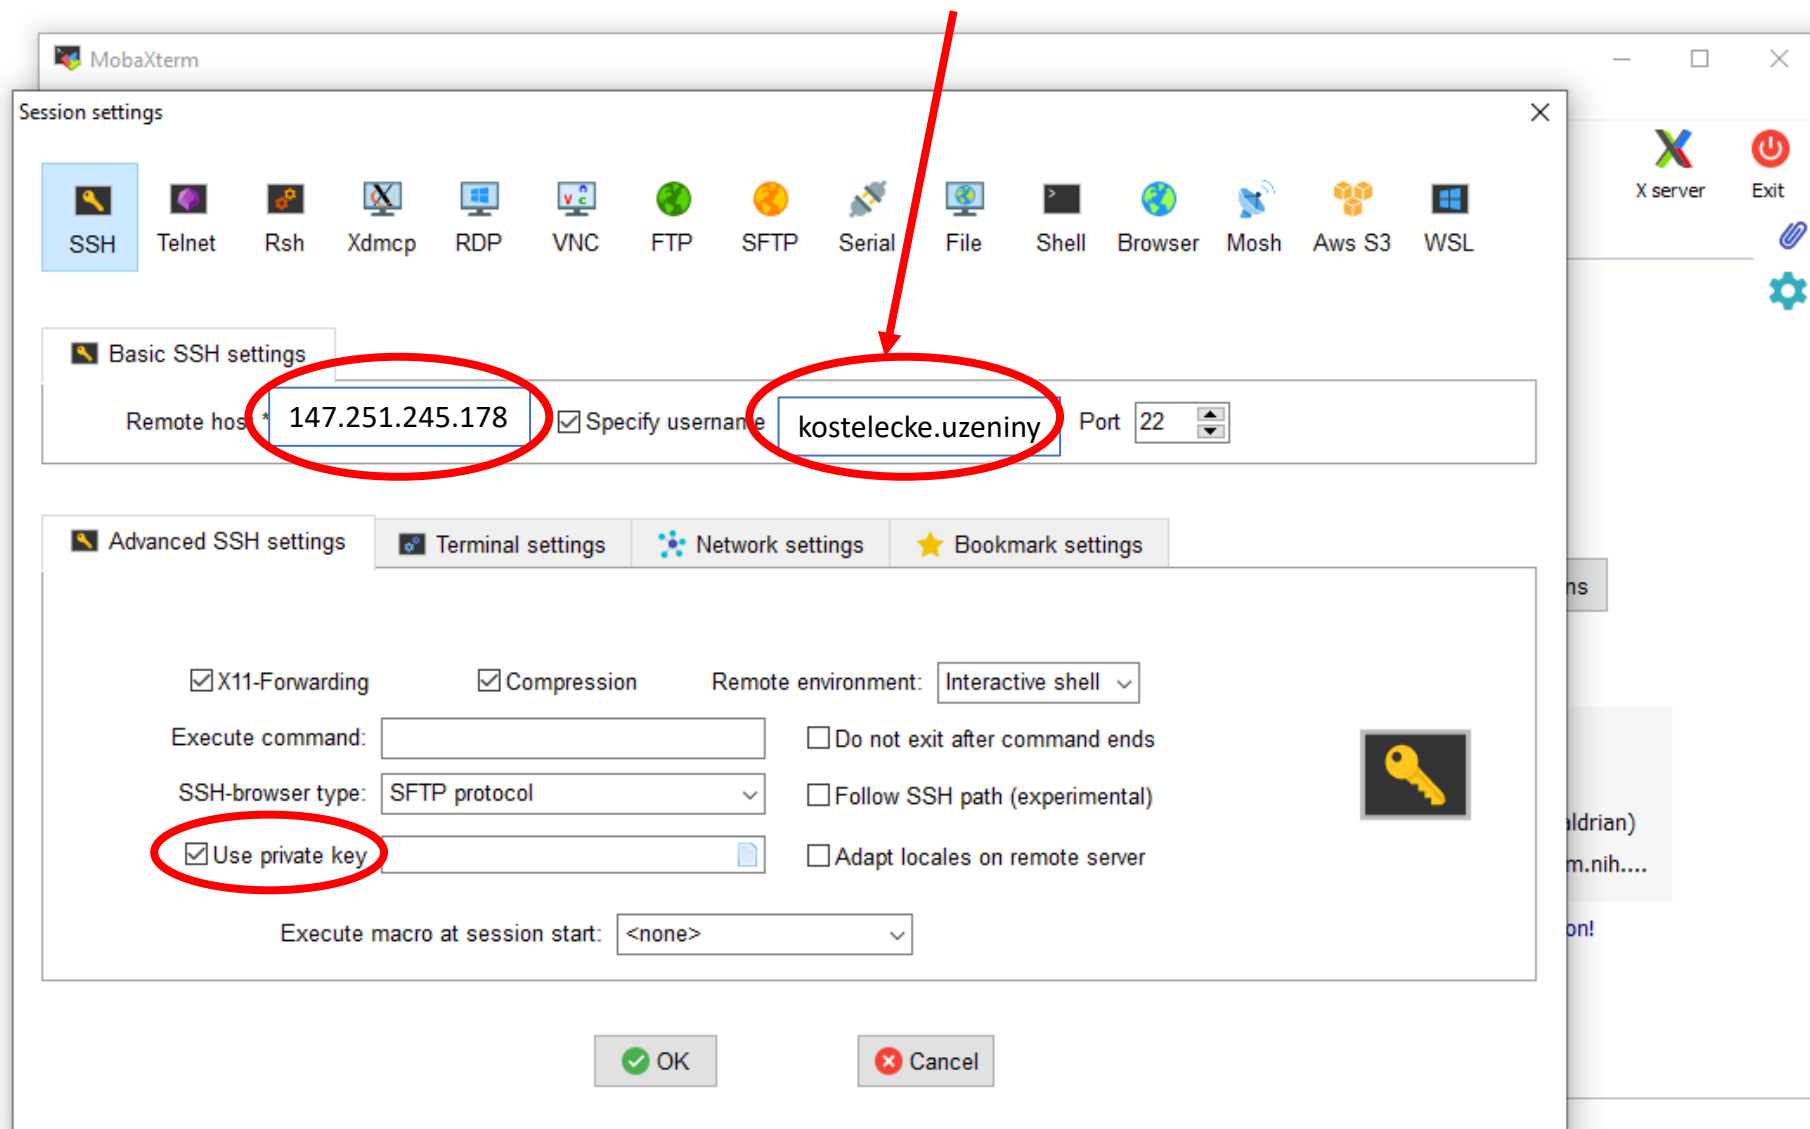 MobaXterm
Session settings
X server Exit
SSH Telnet Rsh Xdmcp RDP VNC FTP SFTP Serial File Shell Browser Mosh Aws S3 WSL
Basic SSH settings
Remote host * 147.251.245.178 Specify username kostelecke.uzeniny Port 22
Advanced SSH settings Terminal settings Network settings Bookmark settings
ns
X11-Forwarding Compression Remote environment: Interactive shell
Execute command: Do not exit after command ends
SSH-browser type: SFTP protocol Follow SSH path (experimental)
aldrian)
Use private key Adapt locales on remote server
m.nih....
Execute macro at session start: <none>
on!
OK Cancel